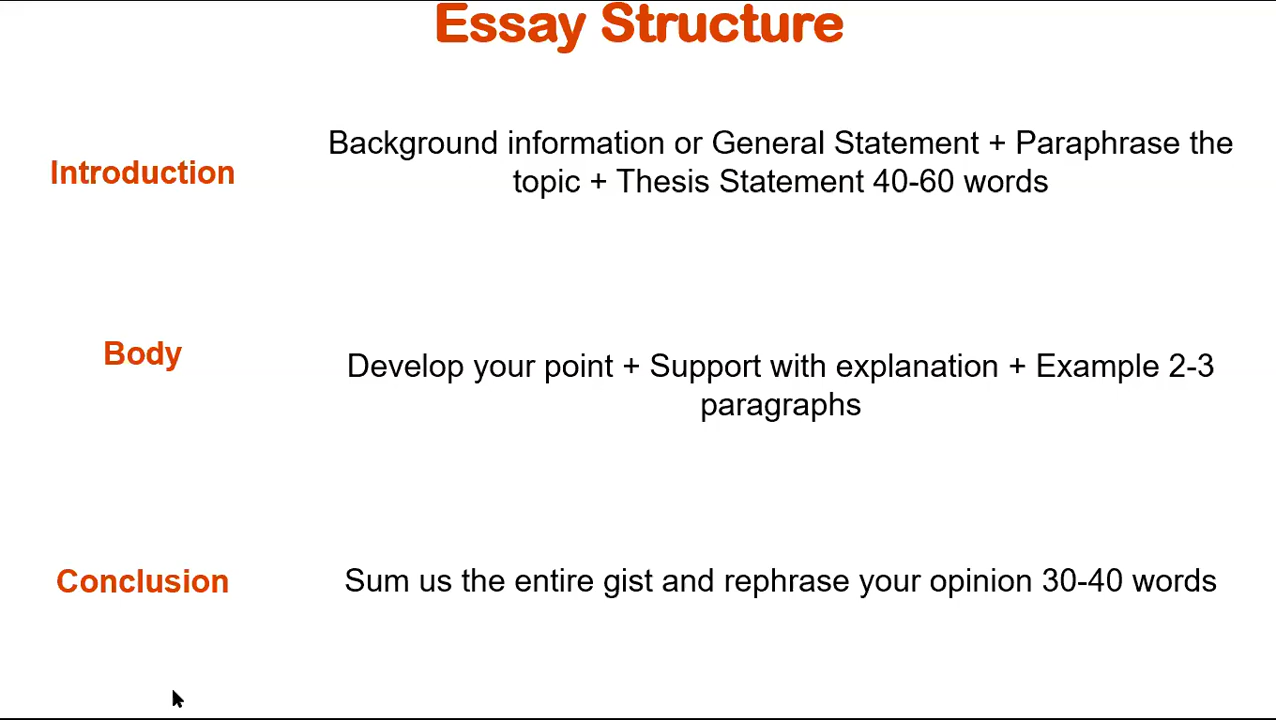 Essay Structure
Introduction
Background information or General Statement + Paraphrase the
topic + Thesis Statement 40-60 words
Body
Develop your point + Support with explanation + Example 2-3
paragraphs
Conclusion
Sum us the entire gist and rephrase your opinion 30-40 words